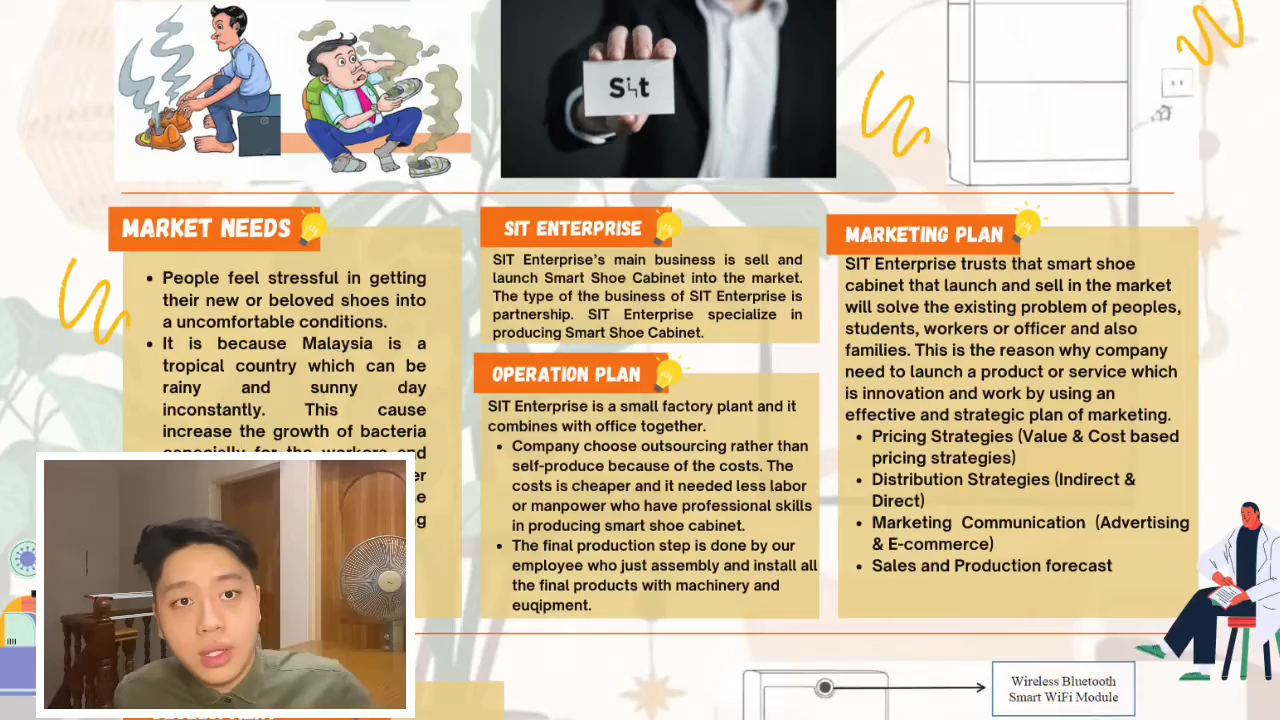 Sit
MARKET NEEDS
People feel stressful in getting
their new or beloved shoes into
a uncomfortable conditions.
It is because Malaysia is a
tropical country which can be
rainy and sunny day
inconstantly. This cause
increase the growth of bacteria
especially for the workers and
SIT ENTERPRISE
SIT Enterprise's main business is sell and
launch Smart Shoe Cabinet into the market.
The type of the business of SIT Enterprise is
partnership. SIT Enterprise specialize in
producing Smart Shoe Cabinet.
OPERATION PLAN
SIT Enterprise is a small factory plant and it
combines with office together.
Company choose outsourcing rather than
self-produce because of the costs. The
costs is cheaper and it needed less labor
or manpower who have professional skills
in producing smart shoe cabinet.
The final production step is done by our
employee who just assembly and install all
the final products with machinery and
euqipment.
MARKETING PLAN
SIT Enterprise trusts that smart shoe
cabinet that launch and sell in the market
will solve the existing problem of peoples,
students, workers or officer and also
families. This is the reason why company
need to launch a product or service which
is innovation and work by using an
effective and strategic plan of marketing.
Pricing Strategies (Value & Cost based
pricing strategies)
Distribution Strategies (Indirect &
Direct)
Marketing Communication (Advertising
& E-commerce)
Sales and Production forecast
Wireless Bluetooth
Smart WiFi Module